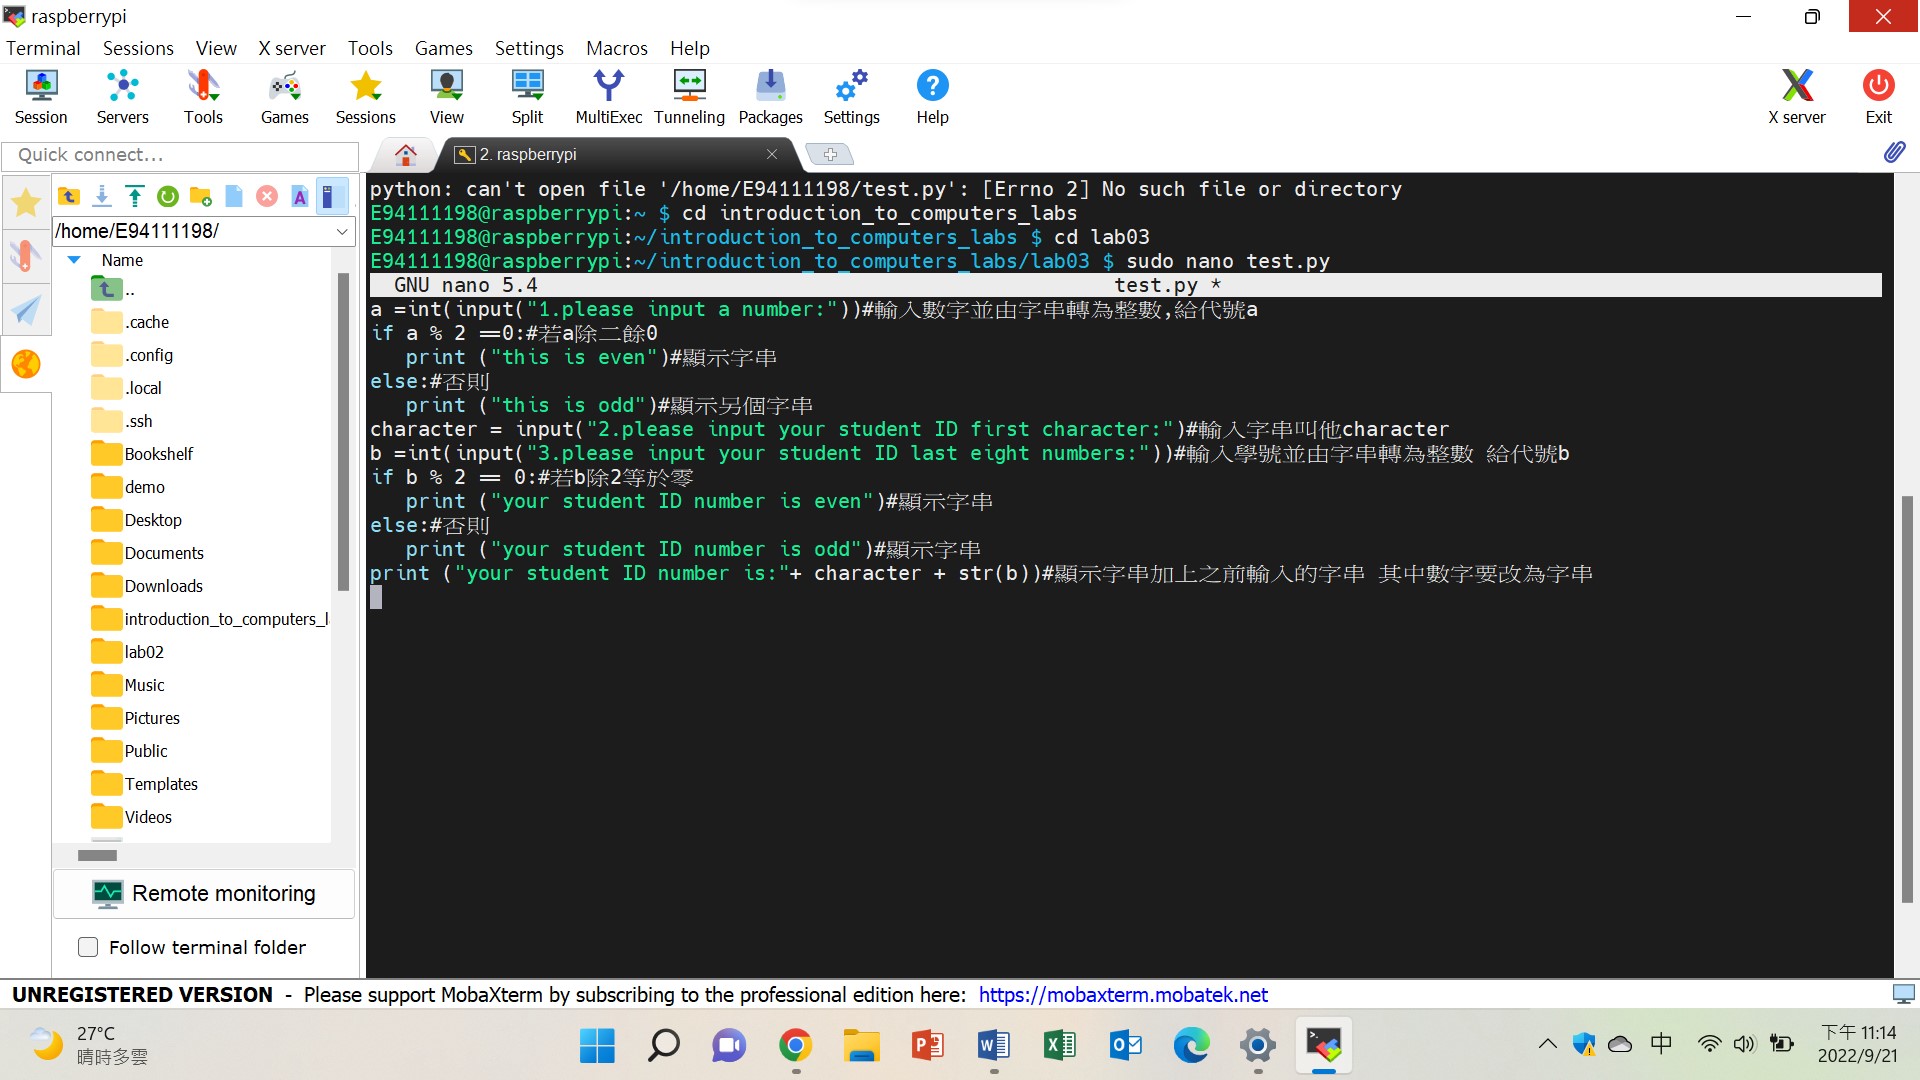 raspberrypi
Terminal Sessions View X server Tools Games Settings Macros Help
Session Servers Tools Games Sessions View Split MultiExec Tunneling Packages Settings Help X server Exit
Quick connect...
2. raspberrypi
/home/E94111198/
Name
..
.cache
.config
.local
.ssh
Bookshelf
demo
Desktop
Documents
Downloads
introduction_to_computers_l
lab02
Music
Pictures
Public
Templates
Videos
Remote monitoring
Follow terminal folder
python: can't open file '/home/E94111198/test.py': [Errno 2] No such file or directory
E94111198@raspberrypi:~ $ cd introduction_to_computers_labs
E94111198@raspberrypi:~/introduction_to_computers_labs $ cd lab03
E94111198@raspberrypi:~/introduction_to_computers_labs/lab03 $ sudo nano test.py
GNU nano 5.4 test.py *
a =int(input("1.please input a number:"))#輸入數字並由字串轉為整數,給代號a
if a % 2 ==0:#若a除二餘0
print ("this is even")#顯示字串
else:#否則
print ("this is odd")#顯示另個字串
character = input("2.please input your student ID first character:")#輸入字串叫他character
b =int(input("3.please input your student ID last eight numbers:"))#輸入學號並由字串轉為整數 給代號b
if b % 2 == 0:#若b除2等於零
print ("your student ID number is even")#顯示字串
else:#否則
print ("your student ID number is odd")#顯示字串
print ("your student ID number is:"+ character + str(b))#顯示字串加上之前輸入的字串 其中數字要改為字串
UNREGISTERED VERSION - Please support MobaXterm by subscribing to the professional edition here: https://mobaxterm.mobatek.net
27°C
晴時多雲
中
下午 11:14
2022/9/21